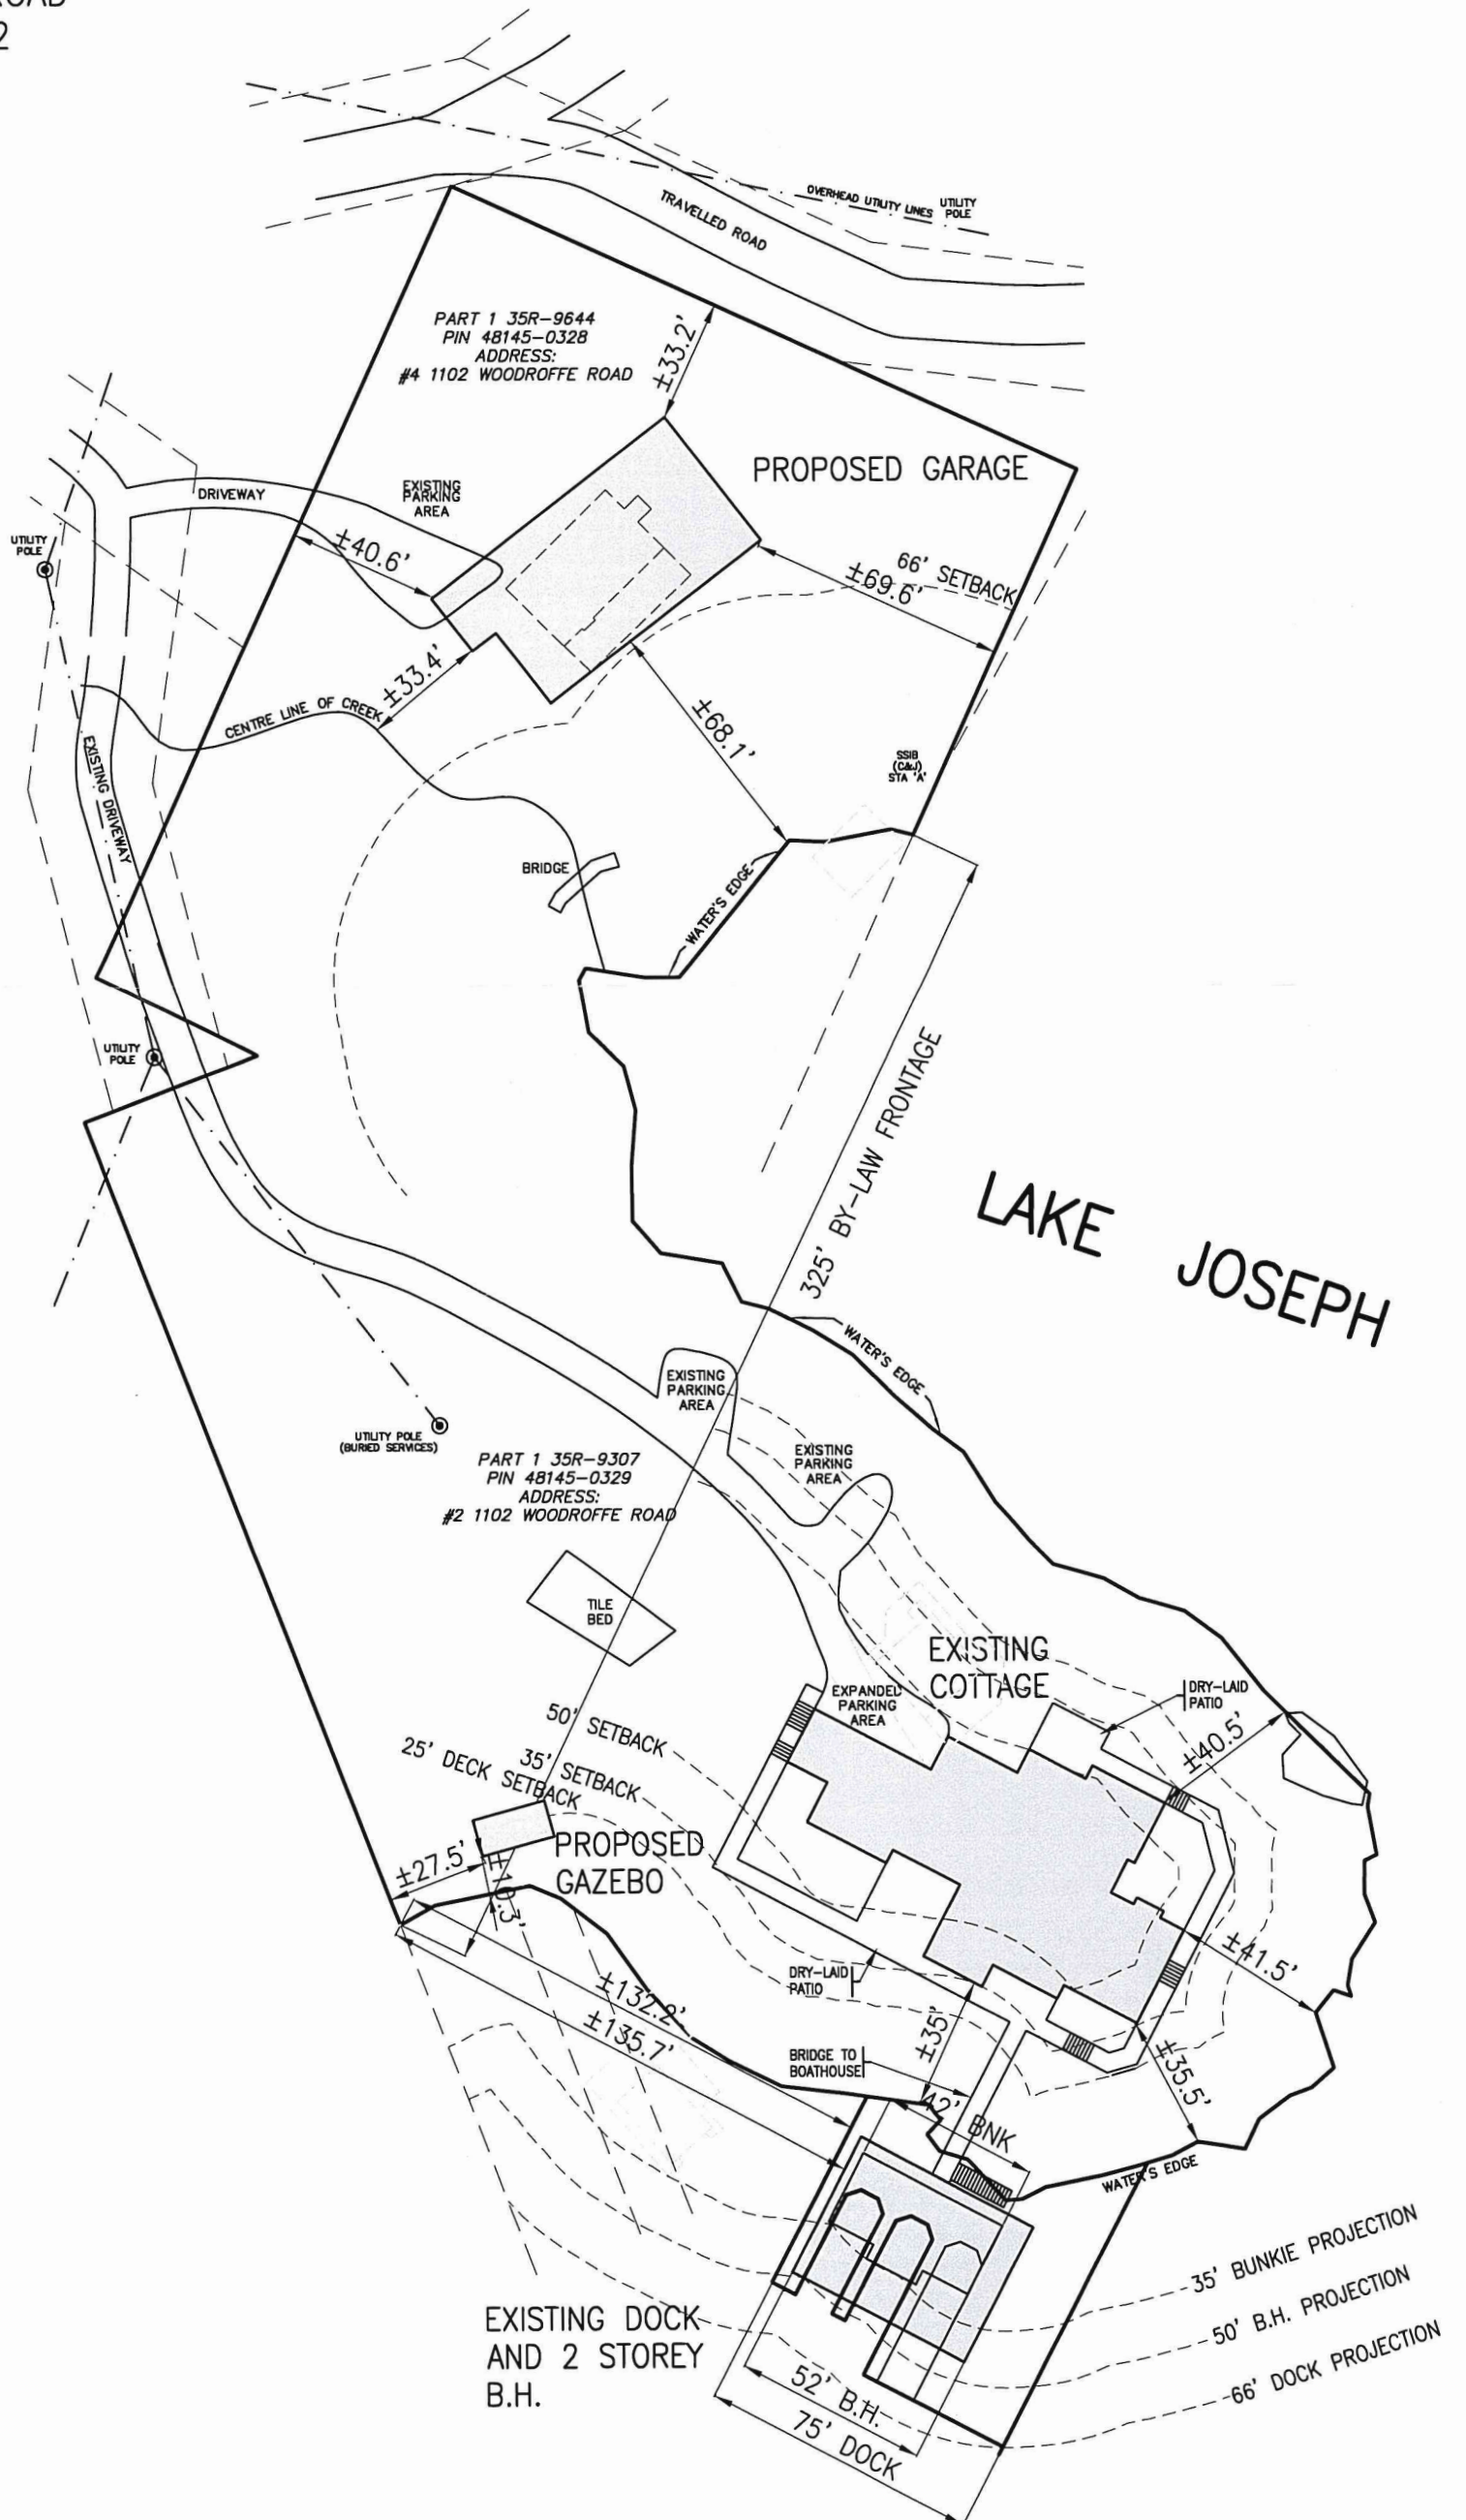 2
OVERHEAD UTILITY LINES
UTILITY
POLE
TRAVELLED ROAD
PART 1 35R-9644
PIN 48145-0328
ADDRESS:
#4 1102 WOODROFFE ROAD
±33.2'
PROPOSED GARAGE
DRIVEWAY
EXISTING
PARKING
AREA
UTILITY
POLE
±40.6'
66' SETBACK
±69.6'
±33.4'
CENTRE LINE OF CREEK
±68.1'
EXISTING DRIVEWAY
SSIB
(C&J)
STA 'A'
BRIDGE
WATER'S EDGE
UTILITY
POLE
325' BY-LAW FRONTAGE
LAKE JOSEPH
WATER'S EDGE
EXISTING
PARKING
AREA
UTILITY POLE
(BURIED SERVICES)
EXISTING
PARKING
AREA
PART 1 35R-9307
PIN 48145-0329
ADDRESS:
#2 1102 WOODROFFE ROAD
TILE
BED
EXISTING
COTTAGE
EXPANDED
PARKING
AREA
DRY-LAID
PATIO
50' SETBACK
35' SETBACK
25' DECK SETBACK
±40.5'
PROPOSED
GAZEBO
±27.5'
±10.3'
±41.5'
DRY-LAID
PATIO
±132.2'
±135.7'
±35'
BRIDGE TO
BOATHOUSE
±35.5'
42' BNK
WATER'S EDGE
35' BUNKIE PROJECTION
50' B.H. PROJECTION
66' DOCK PROJECTION
EXISTING DOCK
AND 2 STOREY
B.H.
52' B.H.
75' DOCK